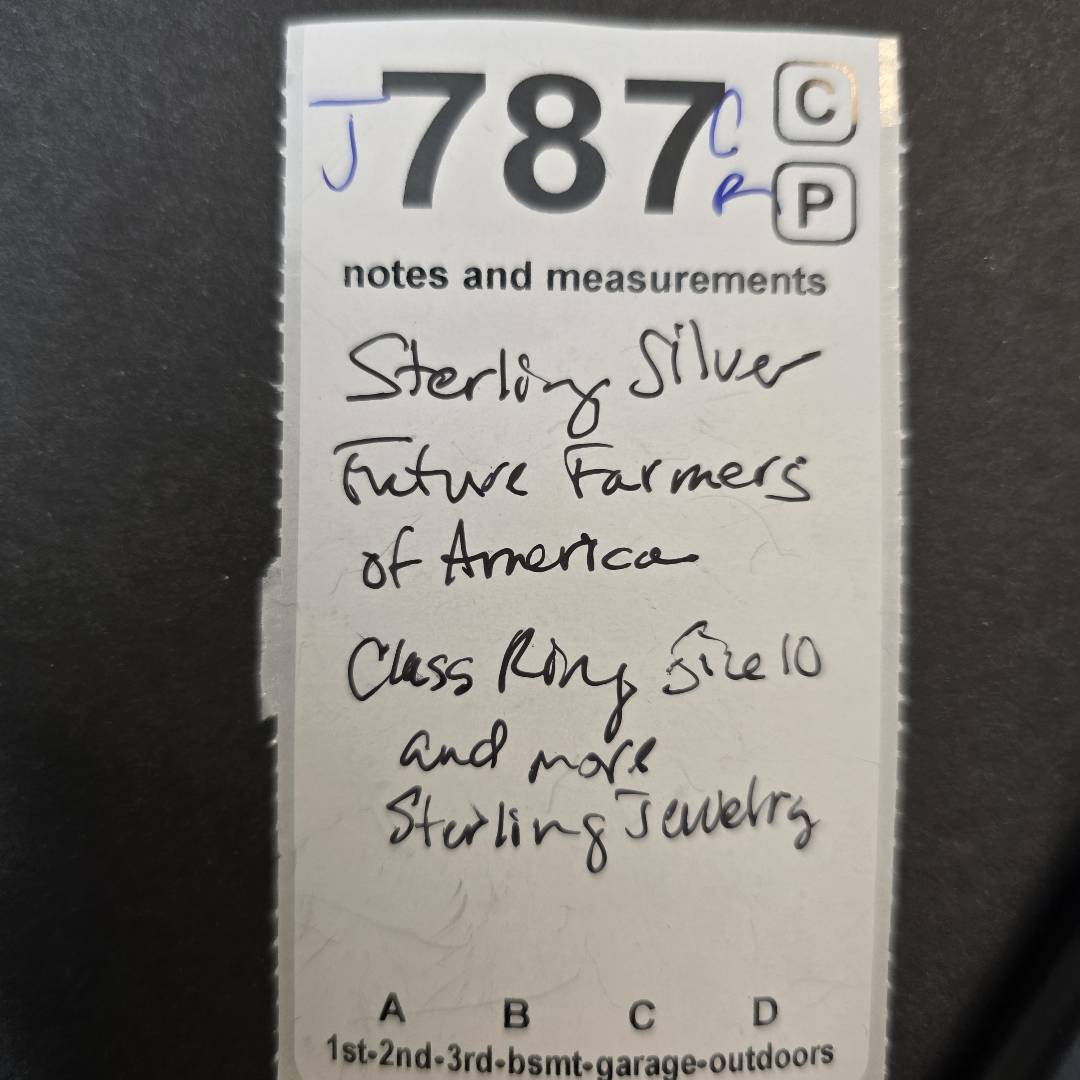 J 787 C C
R P
notes and measurements
Sterling Silver
Future Farmers
of America
Class Ring Size 10
and more
Sterling Jewelry
A B C D
1st-2nd-3rd-bsmt-garage-outdoors